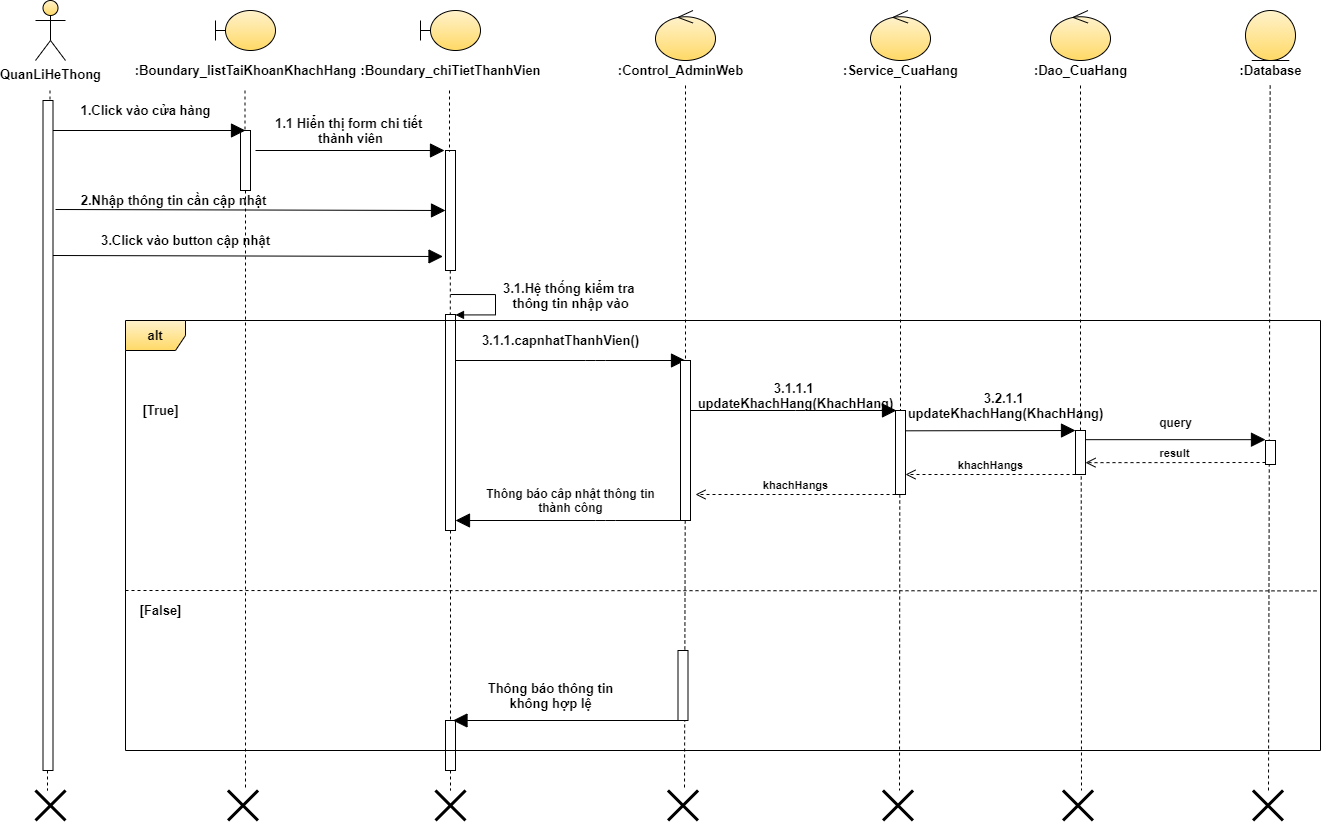 QuanLiHeThong
:Boundary_listTaiKhoanKhachHang
:Boundary_chiTietThanhVien
:Control_AdminWeb
:Service_CuaHang
:Dao_CuaHang
:Database
1.Click vào cửa hàng
1.1 Hiển thị form chi tiết
thành viên
2.Nhập thông tin cần cập nhật
3.Click vào button cập nhật
3.1.Hệ thống kiểm tra
thông tin nhập vào
alt
3.1.1.capnhatThanhVien()
[True]
3.1.1.1
updateKhachHang(KhachHang)
3.2.1.1
updateKhachHang(KhachHang)
query
result
khachHangs
khachHangs
Thông báo câp nhật thông tin
thành công
[False]
Thông báo thông tin
không hợp lệ